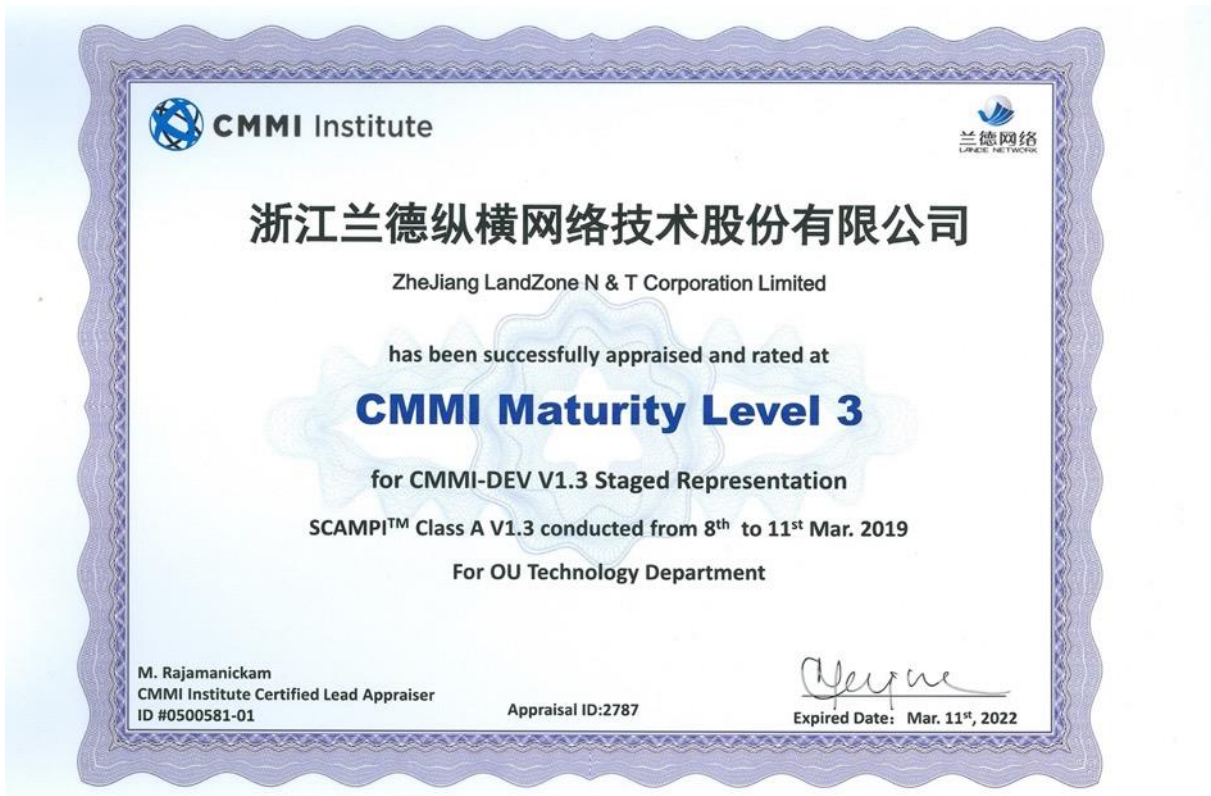 CMMI Institute
兰德网络
LANDE NETWORK
浙江兰德纵横网络技术股份有限公司
ZheJiang LandZone N & T Corporation Limited
has been successfully appraised and rated at
CMMI Maturity Level 3
for CMMI-DEV V1.3 Staged Representation
SCAMPI™ Class A V1.3 conducted from 8th to 11st Mar. 2019
For OU Technology Department
M. Rajamanickam
CMMI Institute Certified Lead Appraiser
ID #0500581-01
Appraisal ID:2787
Expired Date: Mar. 11st, 2022